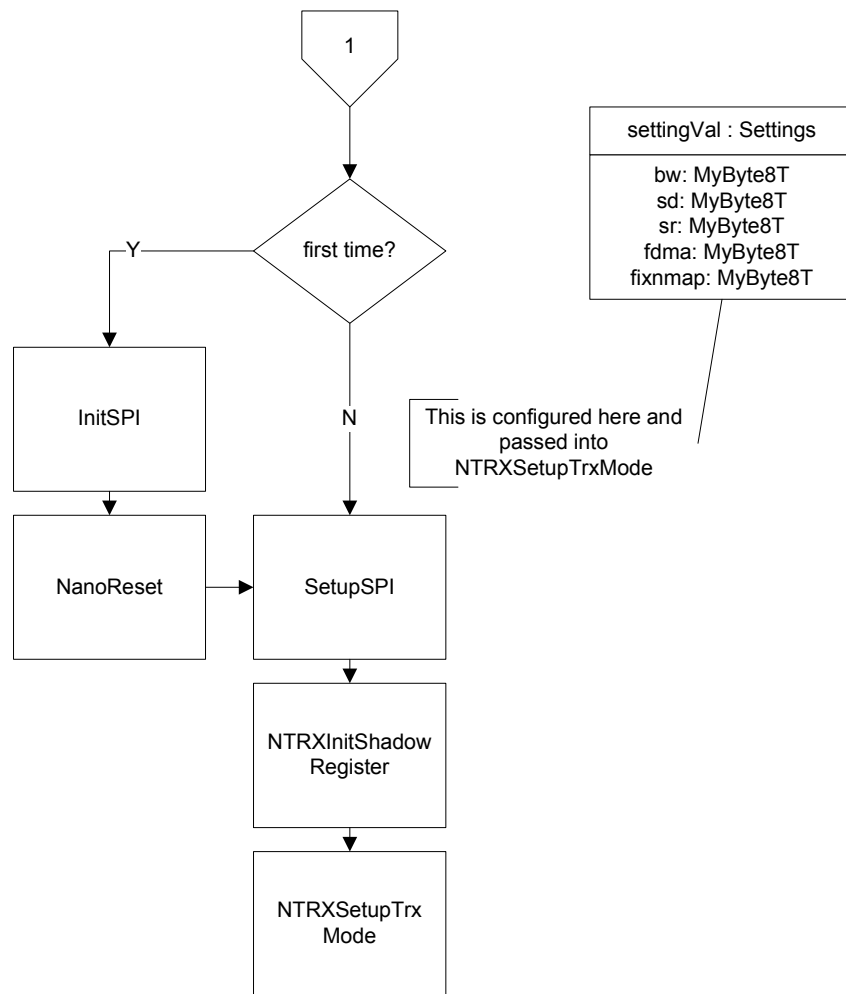 1
settingVal : Settings
bw: MyByte8T
sd: MyByte8T
sr: MyByte8T
fdma: MyByte8T
fixnmap: MyByte8T
first time?
Y
InitSPI
N
This is configured here and
passed into
NTRXSetupTrxMode
NanoReset
SetupSPI
NTRXInitShadow
Register
NTRXSetupTrx
Mode